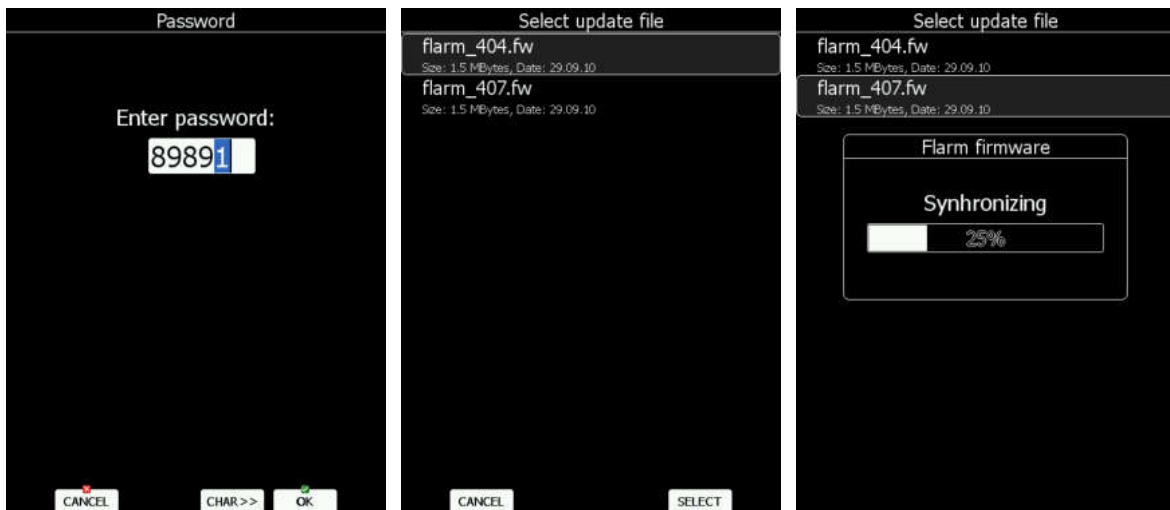 Password
Enter password:
89891
CANCEL
CHAR>>
OK
Select update file
flarm_404.fw
Size: 1.5 MBytes, Date: 29.09.10
flarm_407.fw
Size: 1.5 MBytes, Date: 29.09.10
CANCEL
SELECT
Select update file
flarm_404.fw
Size: 1.5 MBytes, Date: 29.09.10
flarm_407.fw
Size: 1.5 MBytes, Date: 29.09.10
Flarm firmware
Synhronizing
25%